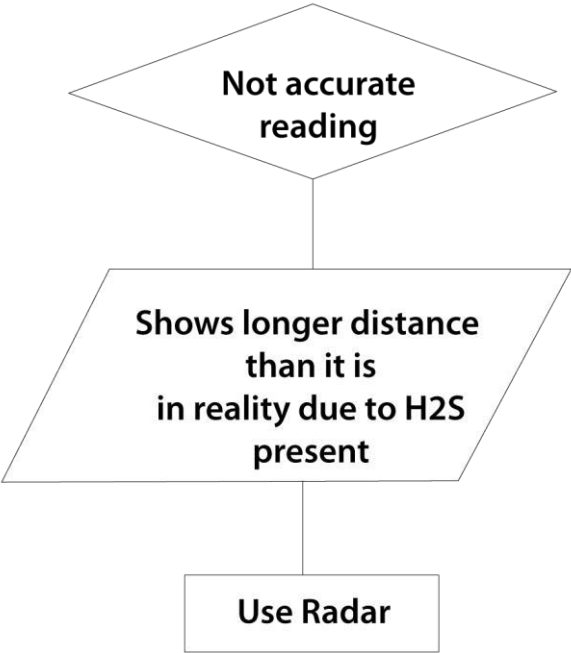 Not accurate
reading
Shows longer distance
than it is
in reality due to H2S
present
Use Radar